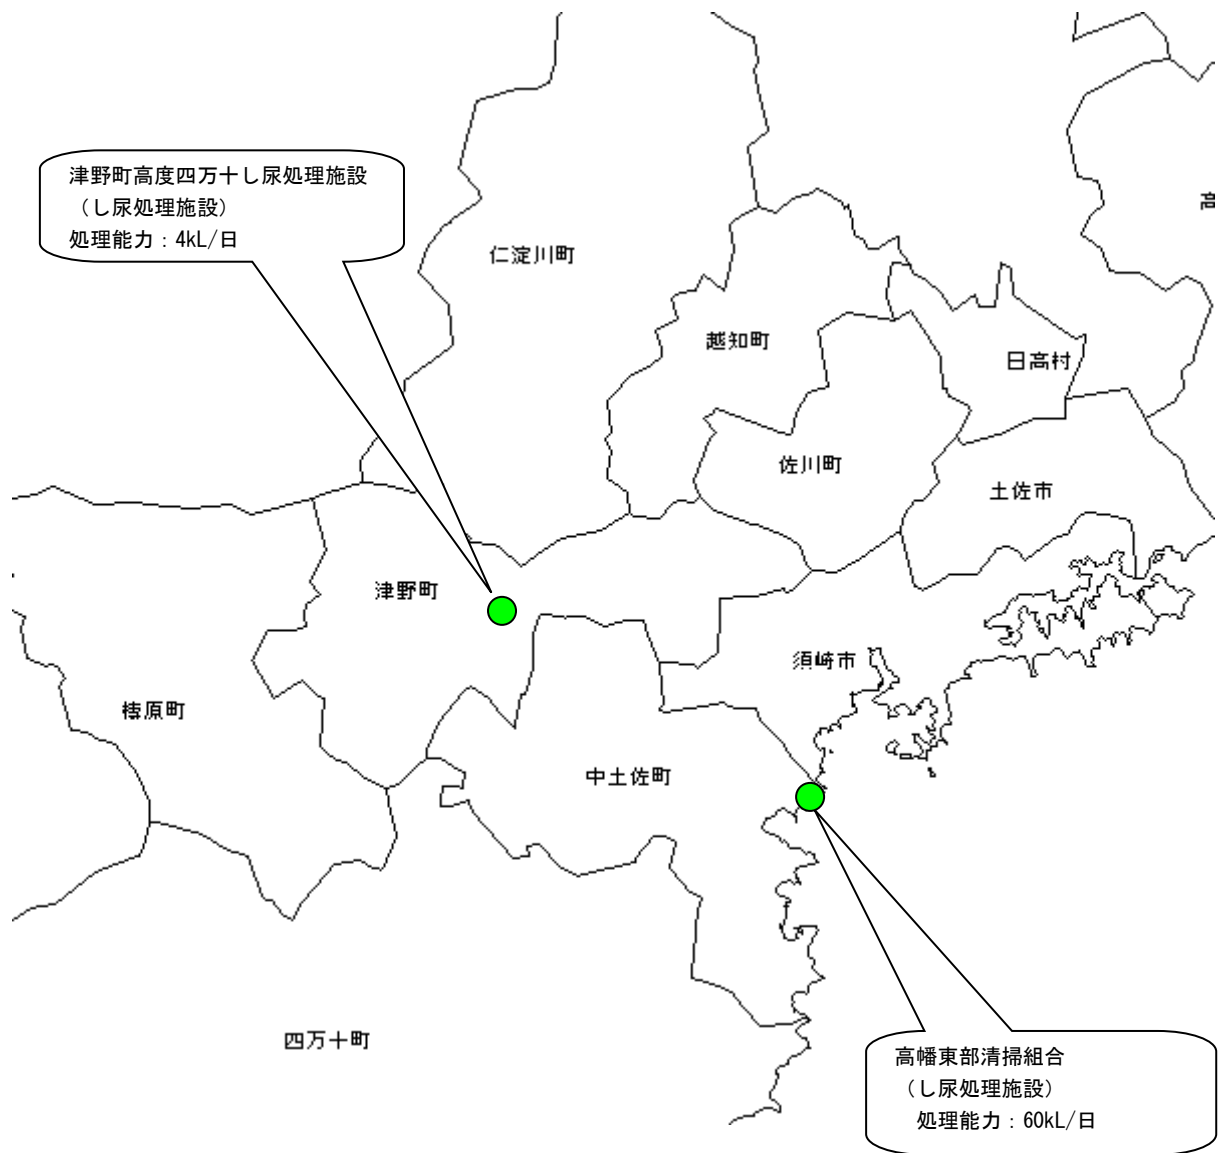 津野町高度四万十し尿処理施設
（し尿処理施設）
処理能力：4kL/日
高
仁淀川町
越知町
日高村
佐川町
土佐市
津野町
須崎市
梼原町
中土佐町
四万十町
高幡東部清掃組合
（し尿処理施設）
処理能力：60kL/日